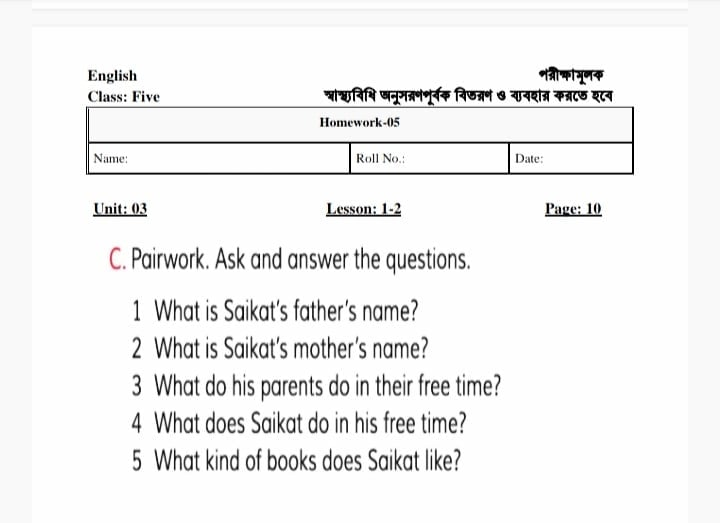 English
পরীক্ষামূলক
Class: Five
স্বাস্থ্যবিধি অনুসরণপূর্বক বিতরণ ও ব্যবহার করতে হবে
Homework-05
Name:
Roll No.:
Date:
Unit: 03
Lesson: 1-2
Page: 10
C. Pairwork. Ask and answer the questions.
1 What is Saikat's father's name?
2 What is Saikat's mother's name?
3 What do his parents do in their free time?
4 What does Saikat do in his free time?
5 What kind of books does Saikat like?